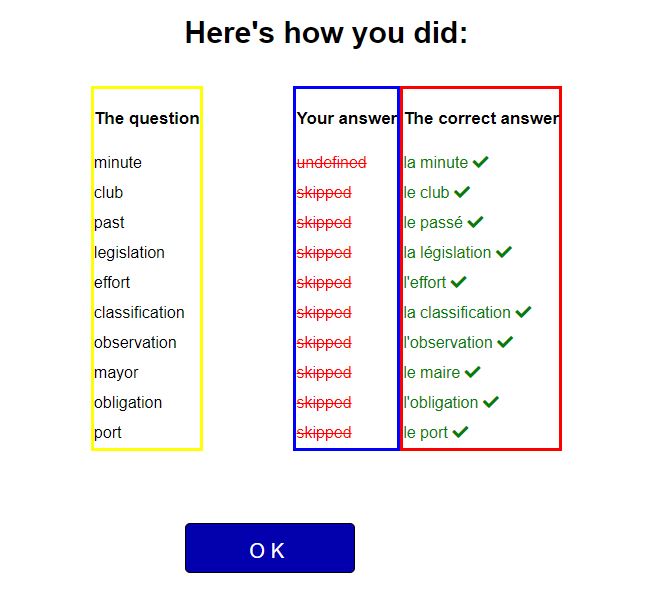 Here's how you did:
The question Your answer The correct answer
minute undefined la minute
club skipped le club
past skipped le passé
legislation skipped la législation
effort skipped l'effort
classification skipped la classification
observation skipped l'observation
mayor skipped le maire
obligation skipped l'obligation
port skipped le port
OK